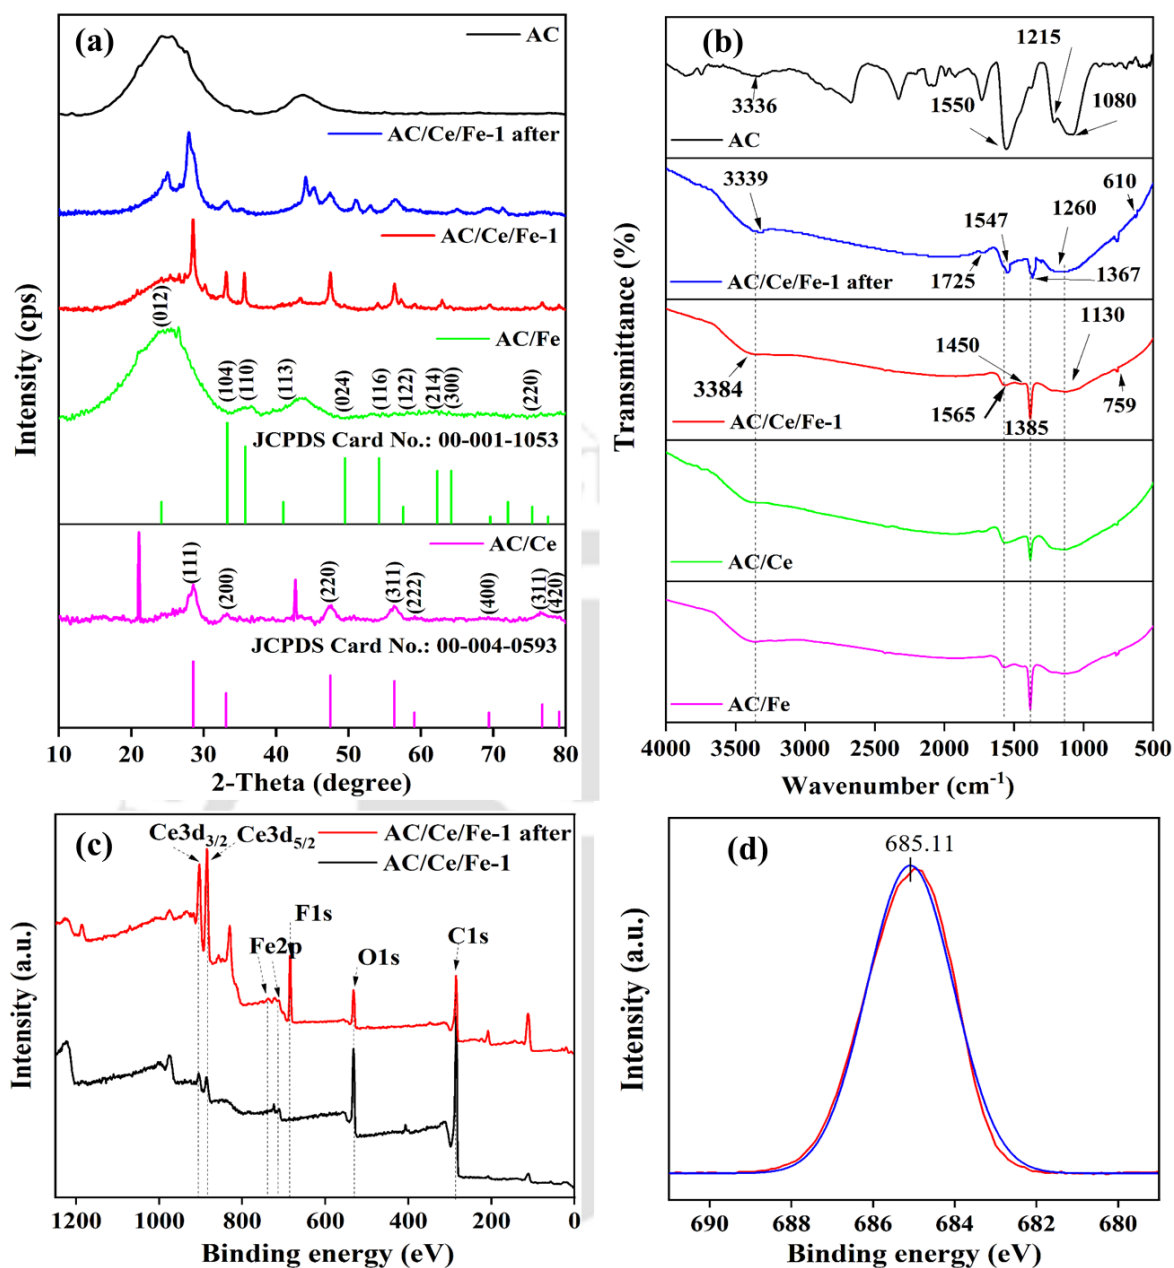 (a)
AC
AC/Ce/Fe-1 after
AC/Ce/Fe-1
(012)
AC/Fe
(104)
(110)
(113)
(024)
(116)
(122)
(214)
(300)
(220)
JCPDS Card No.: 00-001-1053
AC/Ce
(111)
(200)
(220)
(311)
(222)
(400)
(311)
(420)
JCPDS Card No.: 00-004-0593
10 20 30 40 50 60 70 80
2-Theta (degree)
Intensity (cps)
(b)
1215
3336
1550
1080
AC
3339
1547
1260
610
AC/Ce/Fe-1 after
1725
1367
1130
1450
3384
1565
1385
759
AC/Ce/Fe-1
AC/Ce
AC/Fe
4000 3500 3000 2500 2000 1500 1000 500
Wavenumber (cm⁻¹)
Transmittance (%)
(c)
Ce3d₃/₂
Ce3d₅/₂
AC/Ce/Fe-1 after
AC/Ce/Fe-1
F1s
Fe2p
O1s
C1s
1200 1000 800 600 400 200 0
Binding energy (eV)
Intensity (a.u.)
(d)
685.11
690 688 686 684 682 680
Binding energy (eV)
Intensity (a.u.)